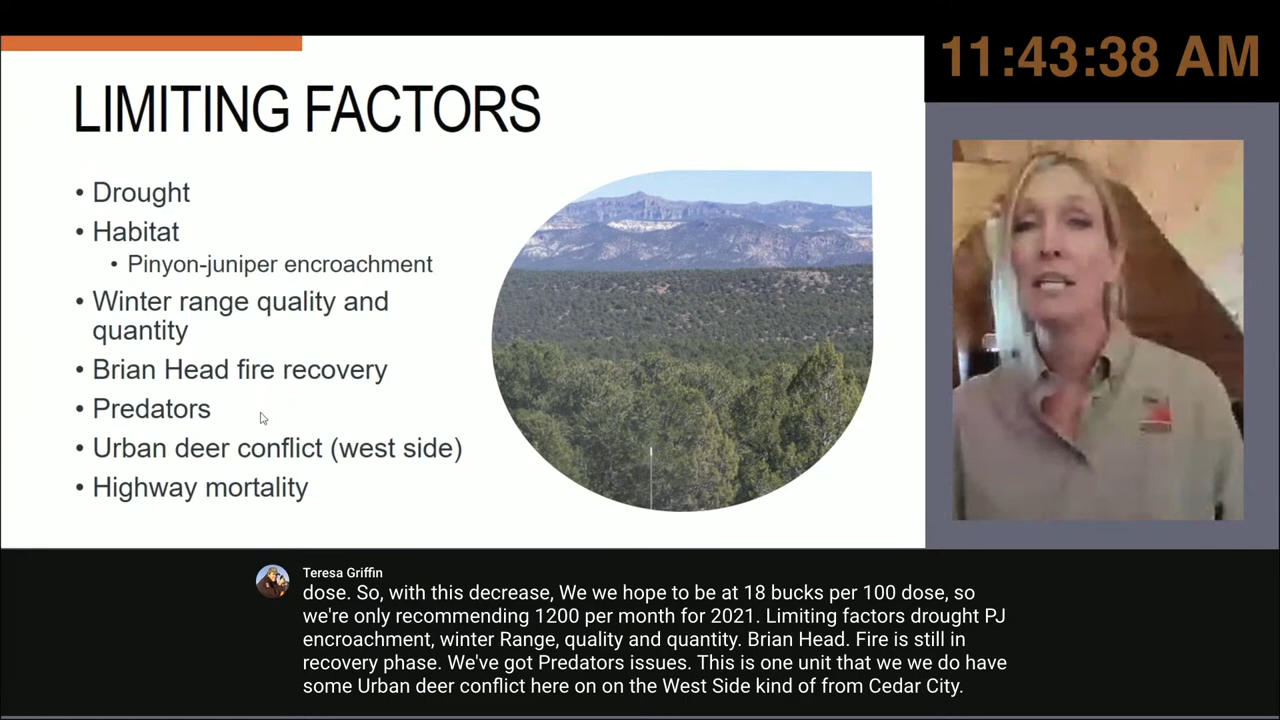 11:43:38 AM
LIMITING FACTORS
• Drought
• Habitat
• Pinyon-juniper encroachment
• Winter range quality and
quantity
• Brian Head fire recovery
• Predators
• Urban deer conflict (west side)
• Highway mortality
Teresa Griffin
dose. So, with this decrease, We we hope to be at 18 bucks per 100 dose, so
we're only recommending 1200 per month for 2021. Limiting factors drought PJ
encroachment, winter Range, quality and quantity. Brian Head. Fire is still in
recovery phase. We've got Predators issues. This is one unit that we we do have
some Urban deer conflict here on on the West Side kind of from Cedar City.